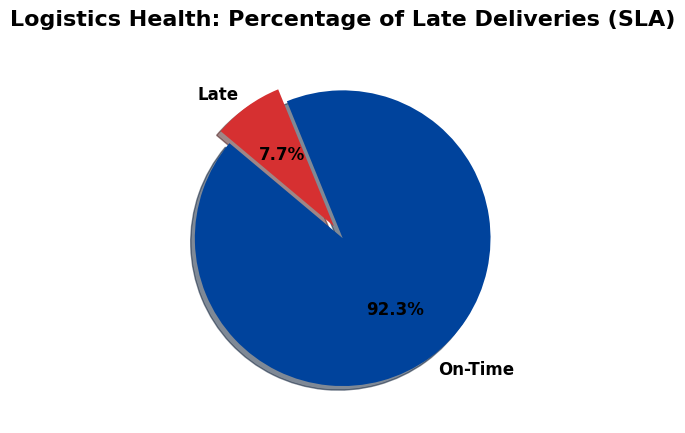 Logistics Health: Percentage of Late Deliveries (SLA)
Late
7.7%
92.3%
On-Time